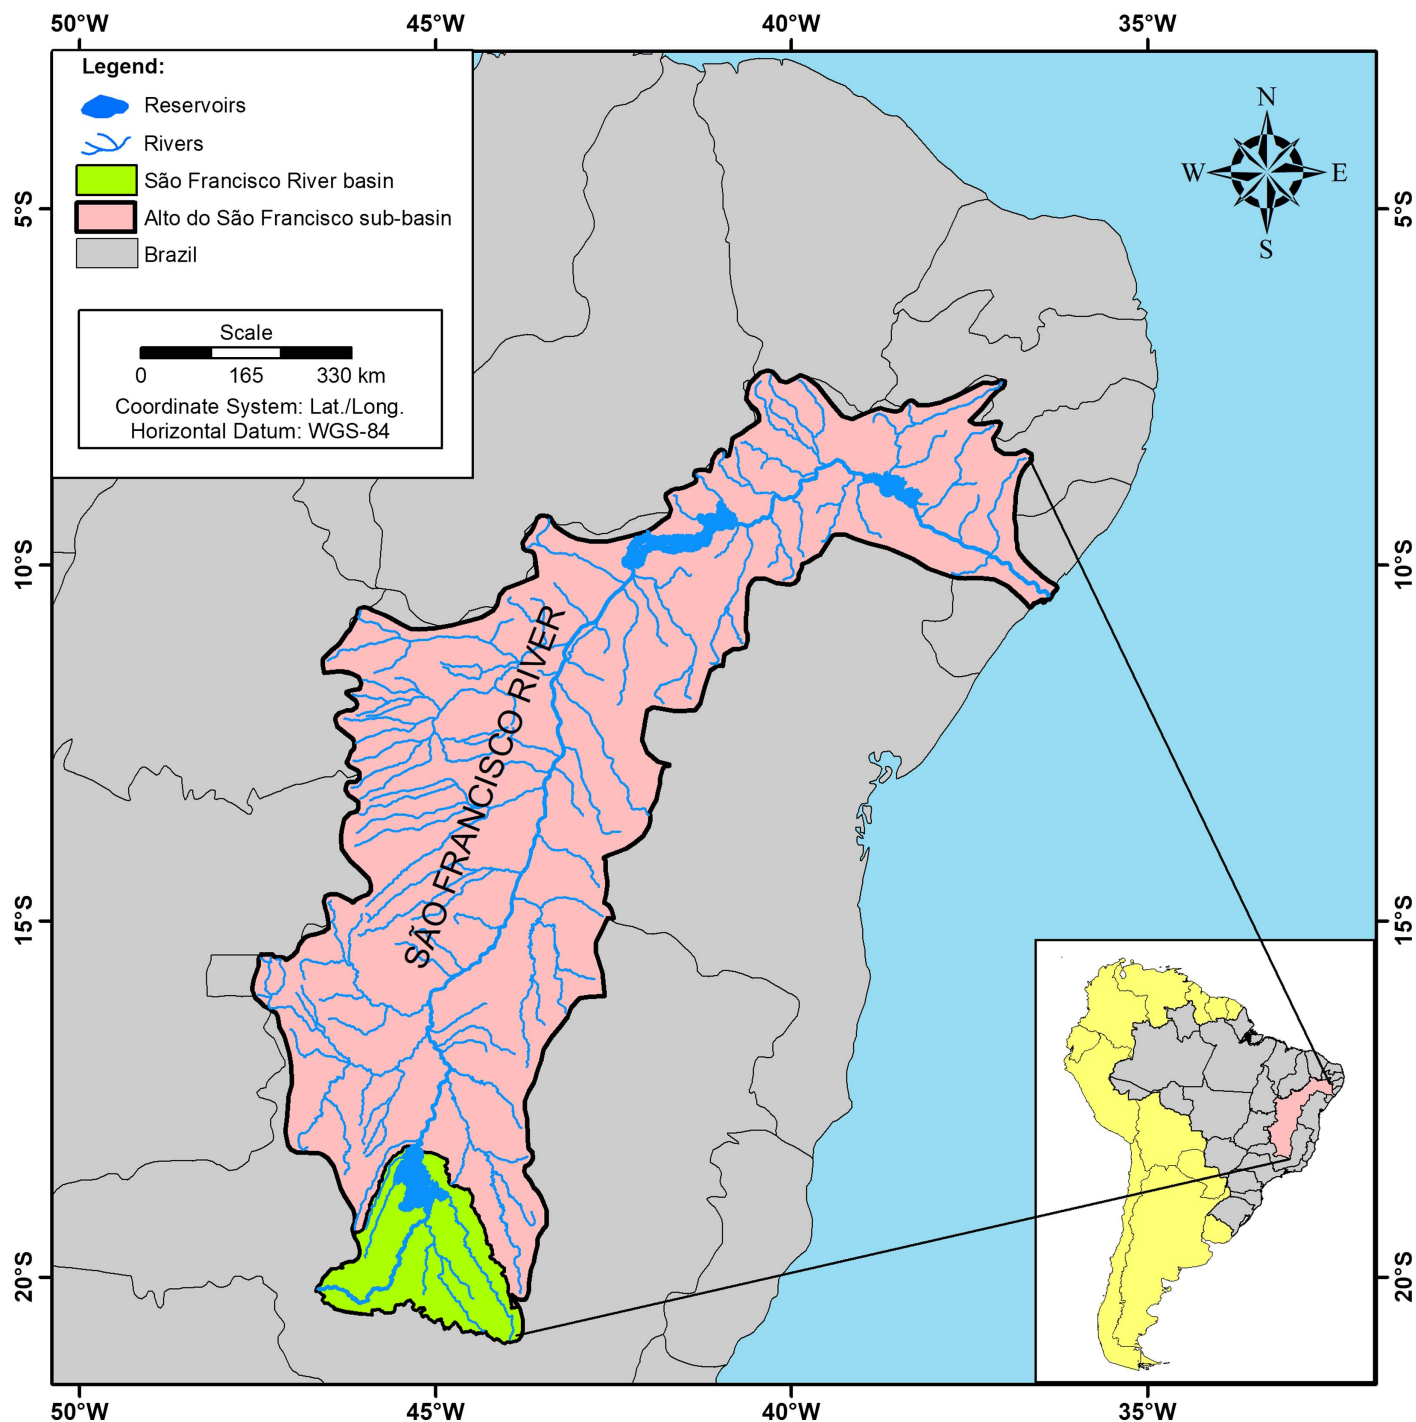 50°W 45°W 40°W 35°W
Legend:
Reservoirs
Rivers
São Francisco River basin
Alto do São Francisco sub-basin
Brazil
Scale
0 165 330 km
Coordinate System: Lat./Long.
Horizontal Datum: WGS-84
N
W E
S
5°S 5°S
10°S 10°S
SÃO FRANCISCO RIVER
15°S 15°S
20°S 20°S
50°W 45°W 40°W 35°W